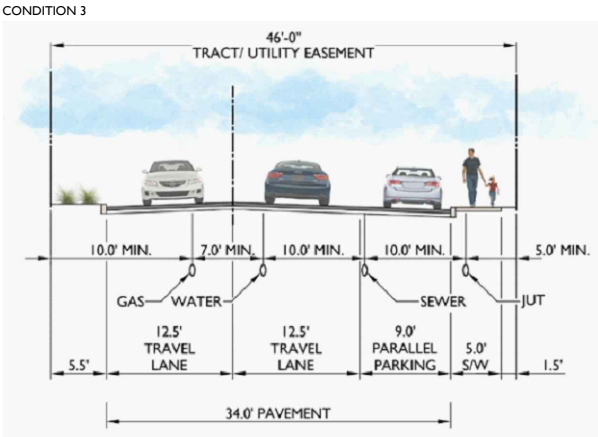 CONDITION 3
46'-0"
TRACT/ UTILITY EASEMENT
10.0' MIN.
7.0' MIN.
10.0' MIN.
10.0' MIN.
5.0' MIN.
GAS
WATER
SEWER
JUT
5.5'
12.5'
TRAVEL
LANE
12.5'
TRAVEL
LANE
9.0'
PARALLEL
PARKING
5.0'
S/W
1.5'
34.0' PAVEMENT